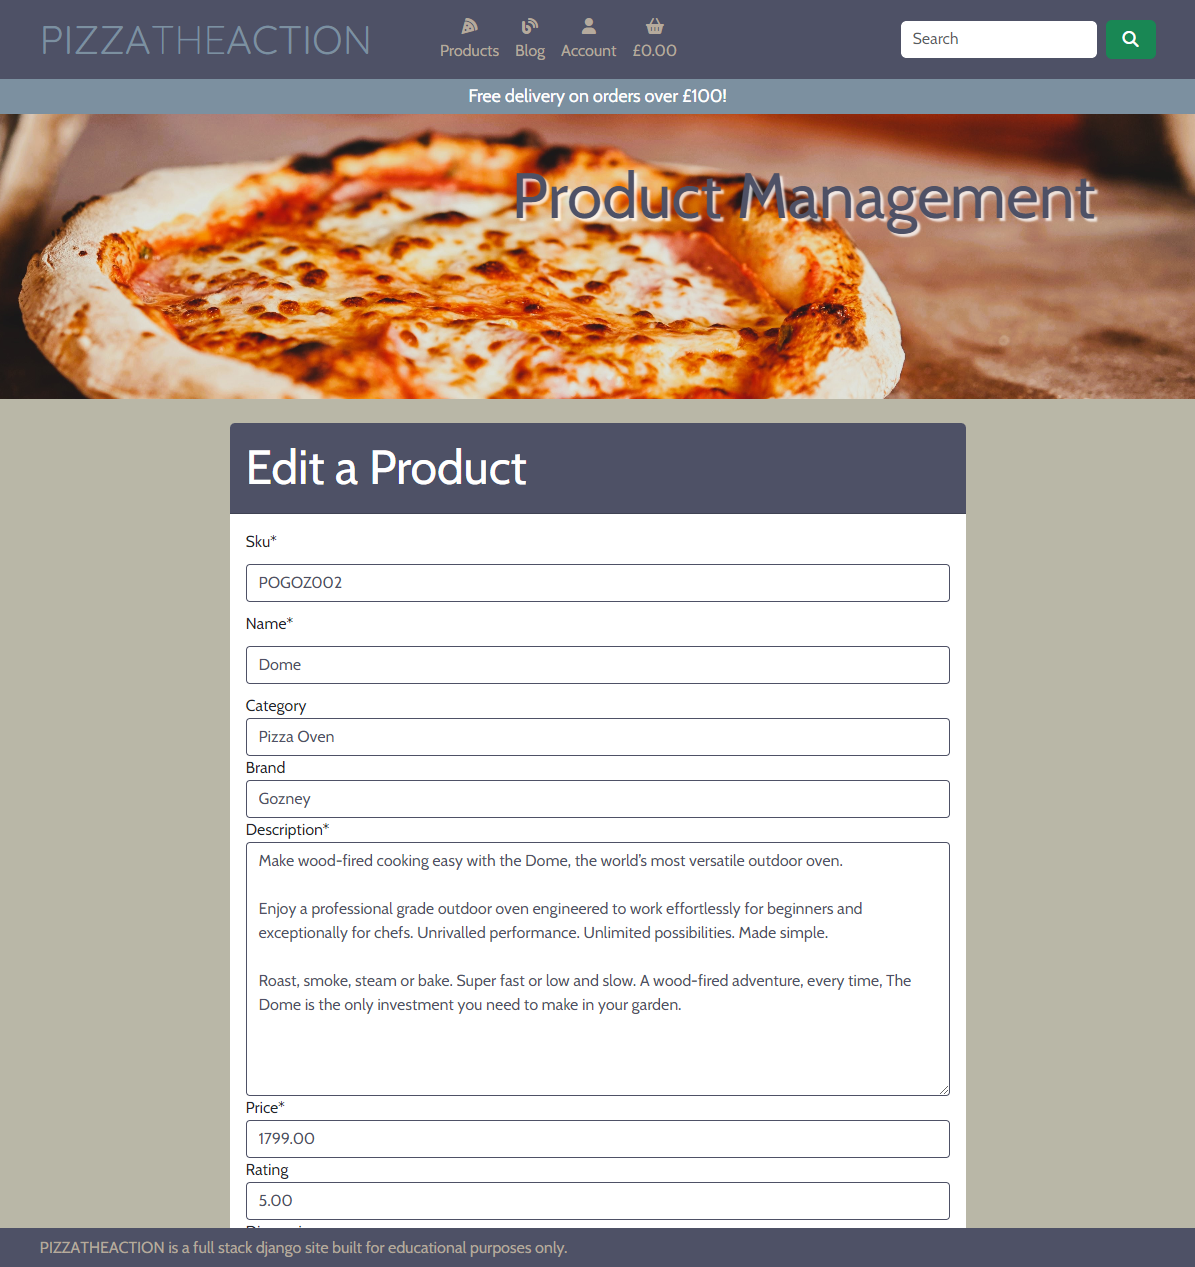 PIZZATHEACTION
Products Blog Account £0.00
Search
Free delivery on orders over £100!
Product Management
Edit a Product
Sku*
POGOZ002
Name*
Dome
Category
Pizza Oven
Brand
Gozney
Description*
Make wood-fired cooking easy with the Dome, the world's most versatile outdoor oven.
Enjoy a professional grade outdoor oven engineered to work effortlessly for beginners and
exceptionally for chefs. Unrivalled performance. Unlimited possibilities. Made simple.
Roast, smoke, steam or bake. Super fast or low and slow. A wood-fired adventure, every time, The
Dome is the only investment you need to make in your garden.
Price*
1799.00
Rating
5.00
PIZZATHEACTION is a full stack django site built for educational purposes only.